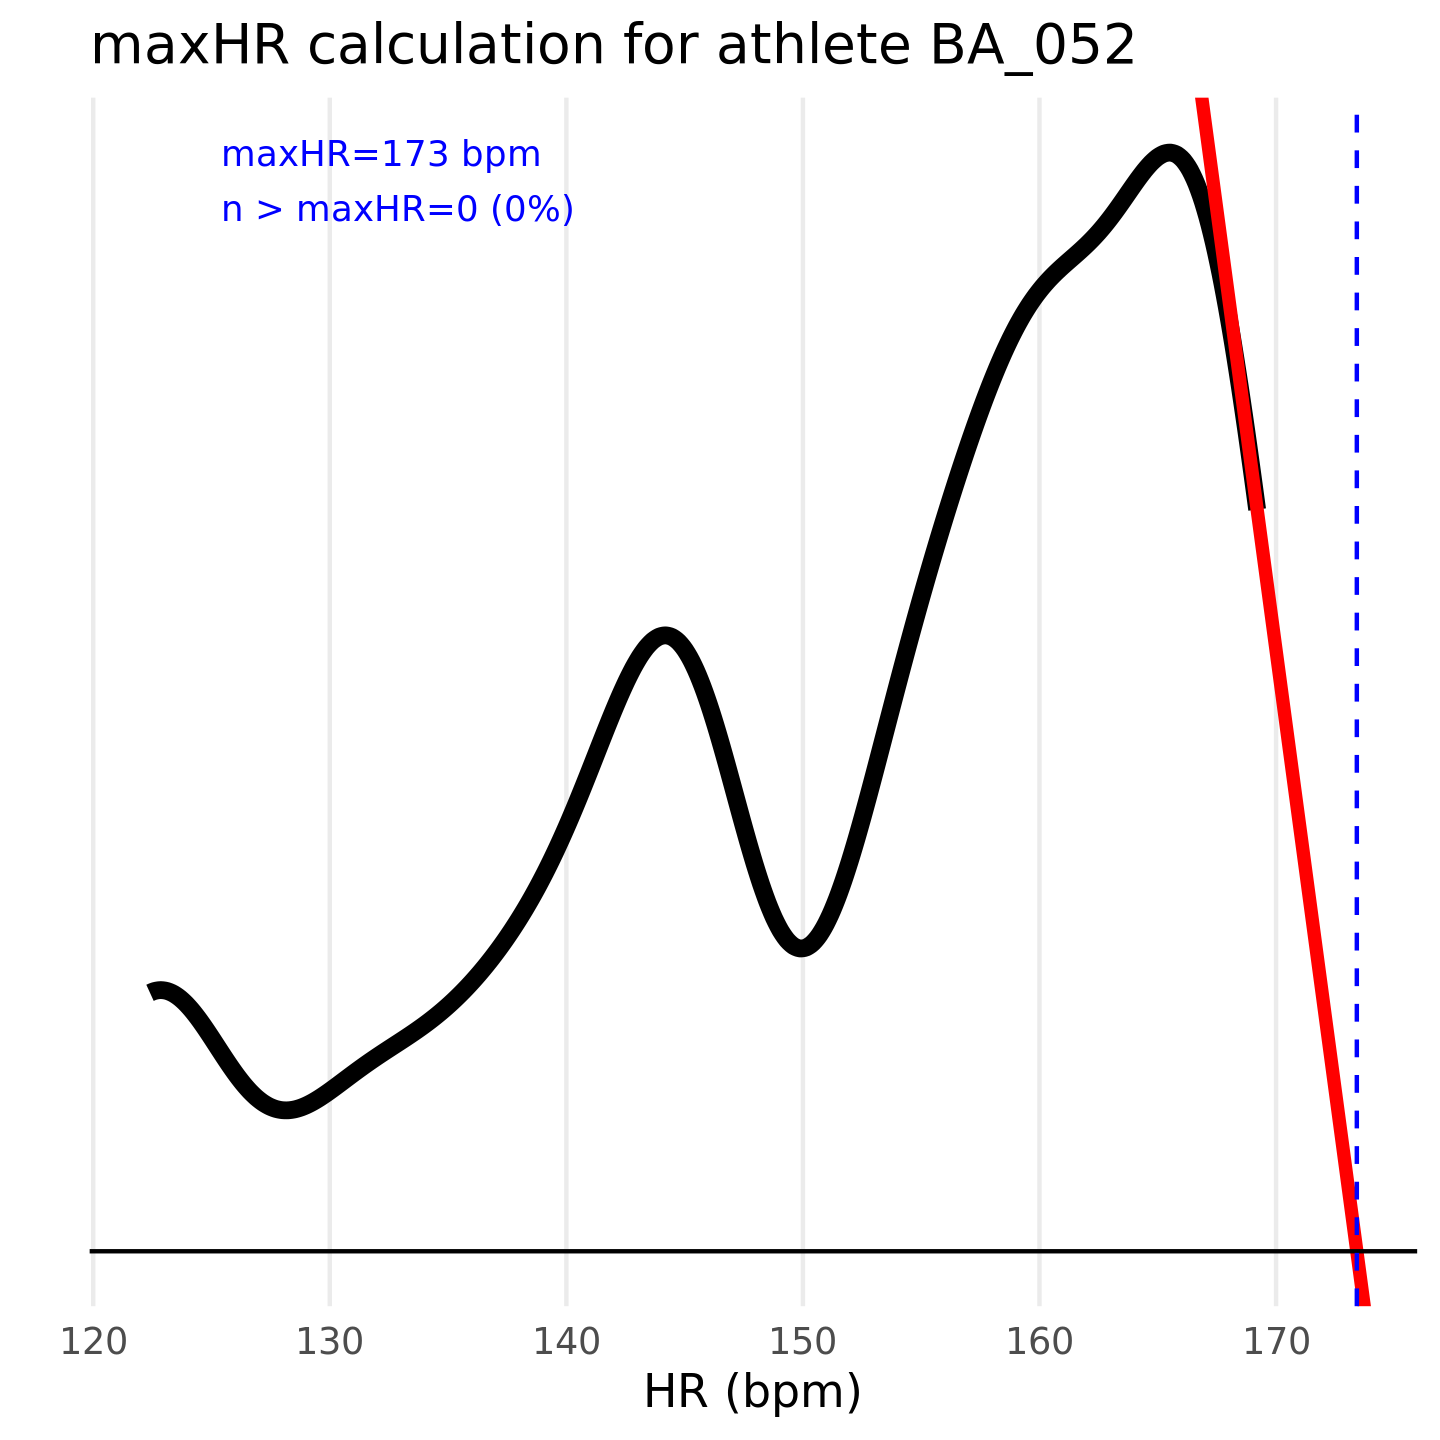 maxHR calculation for athlete BA_052
maxHR=173 bpm
n > maxHR=0 (0%)
120 130 140 150 160 170
HR (bpm)